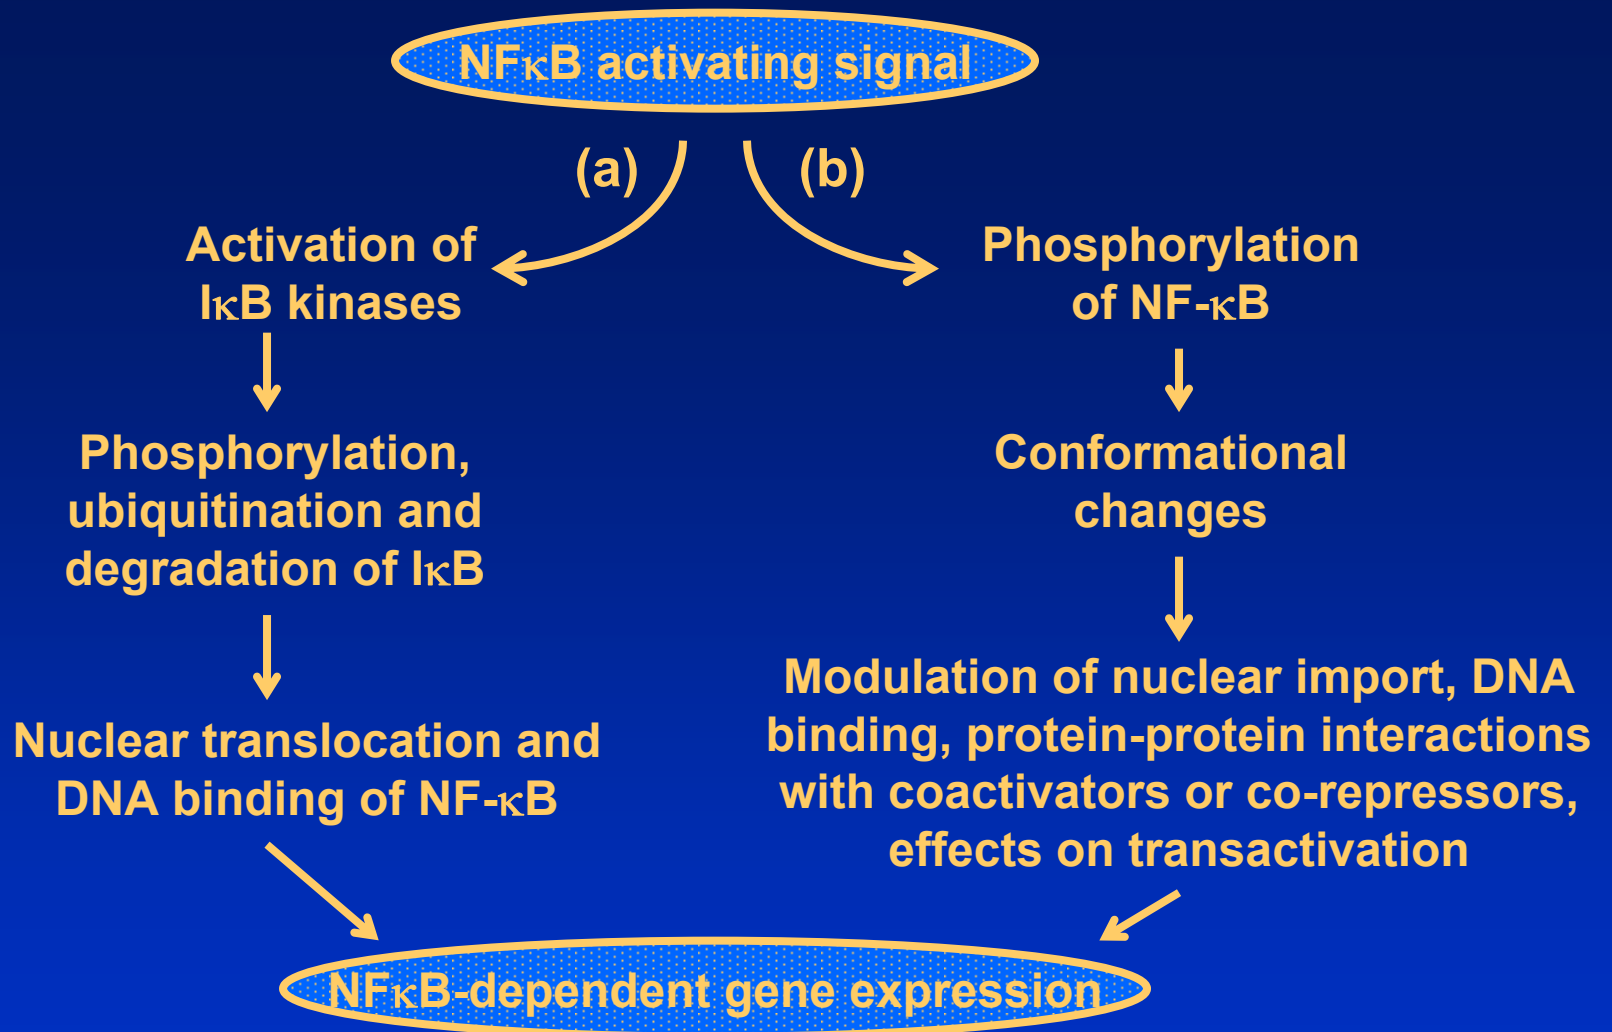 NFκB activating signal
(a)
(b)
Activation of
IκB kinases
Phosphorylation,
ubiquitination and
degradation of IκB
Nuclear translocation and
DNA binding of NF-κB
Phosphorylation
of NF-κB
Conformational
changes
Modulation of nuclear import, DNA
binding, protein-protein interactions
with coactivators or co-repressors,
effects on transactivation
NFκB-dependent gene expression